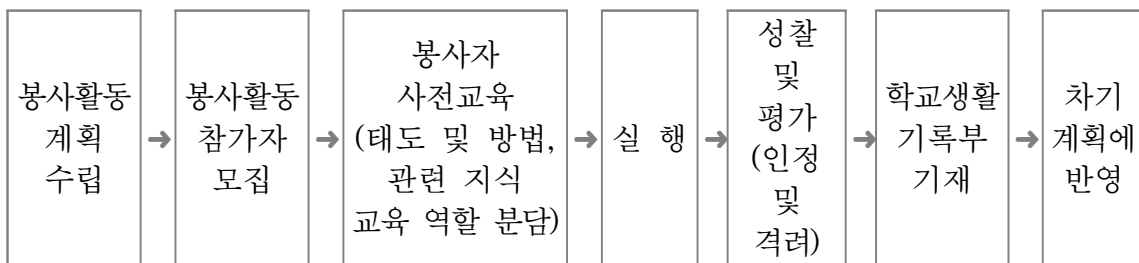 봉사활동
계획
수립
➜
봉사활동
참가자
모집
➜
봉사자
사전교육
(태도 및 방법,
관련 지식
교육 역할 분담)
➜
실 행
➜
성찰
및
평가
(인정
및
격려)
➜
학교생활
기록부
기재
➜
차기
계획에
반영